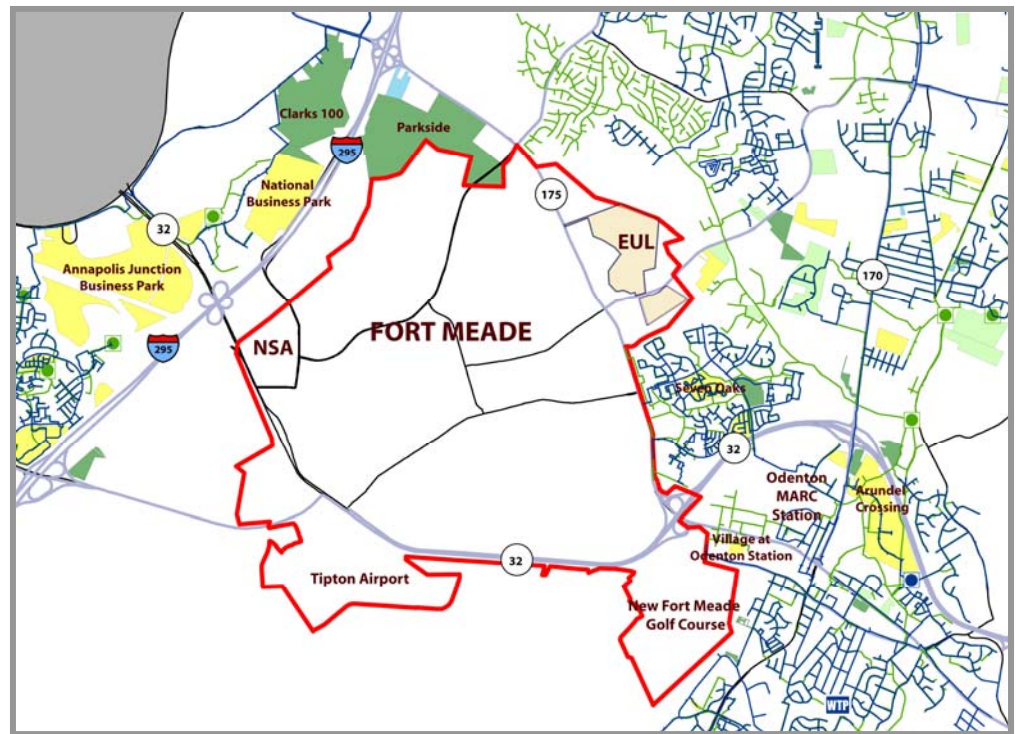 Clarks 100
Parkside
295
National
Business Park
175
32
EUL
Annapolis Junction
Business Park
170
FORT MEADE
NSA
295
Seven Oaks
32
Odenton
MARC
Station
Arundel
Crossing
Village at
Odenton Station
32
Tipton Airport
New Fort Meade
Golf Course
WTP